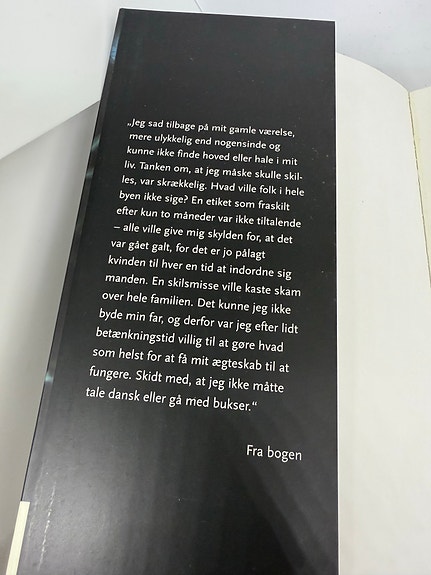 „Jeg sad tilbage på mit gamle værelse,
mere ulykkelig end nogensinde og
kunne ikke finde hoved eller hale i mit
liv. Tanken om, at jeg måske skulle skil-
les, var skrækkelig. Hvad ville folk i hele
byen ikke sige? En etiket som fraskilt
efter kun to måneder var ikke tiltalende
– alle ville give mig skylden for, at det
var gået galt, for det er jo pålagt
kvinden til hver en tid at indordne sig
manden. En skilsmisse ville kaste skam
over hele familien. Det kunne jeg ikke
byde min far, og derfor var jeg efter lidt
betænkningstid villig til at gøre hvad
som helst for at få mit ægteskab til at
fungere. Skidt med, at jeg ikke måtte
tale dansk eller gå med bukser.“
Fra bogen